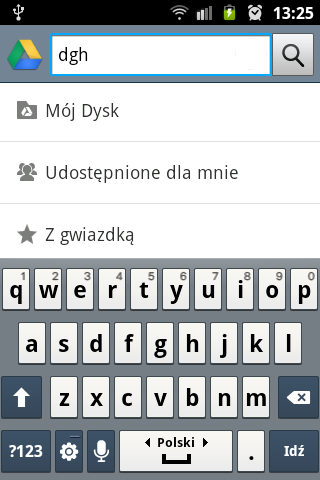 13:25
dgh
Mój Dysk
Udostępnione dla mnie
Z gwiazdką
1 2 3 4 5 6 7 8 9 0
q w e r t y u i o p
a s d f g h j k l
z x c v b n m
?123 Polski . Idź